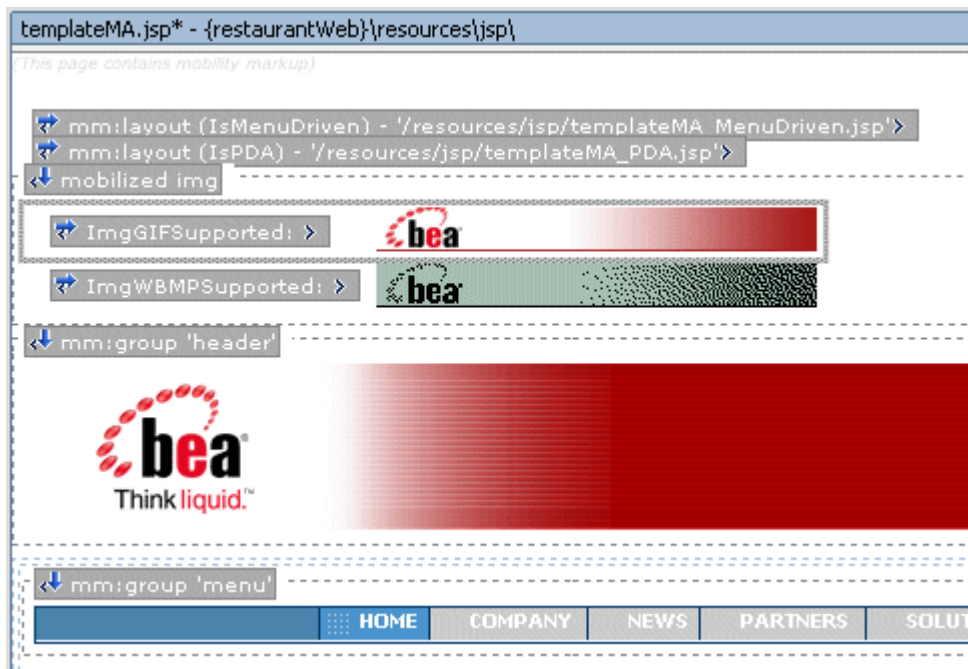 templateMA.jsp* - {restaurantWeb}\resources\jsp\
(This page contains mobility markup)
mm:layout (IsMenuDriven) - '/resources/jsp/templateMA_MenuDriven.jsp'>
mm:layout (IsPDA) - '/resources/jsp/templateMA_PDA.jsp'>
mobilized img
ImgGIFSupported: > bea
ImgWBMPSupported: > bea
mm:group 'header'
bea®
Think liquid.™
mm:group 'menu'
HOME COMPANY NEWS PARTNERS SOLUT